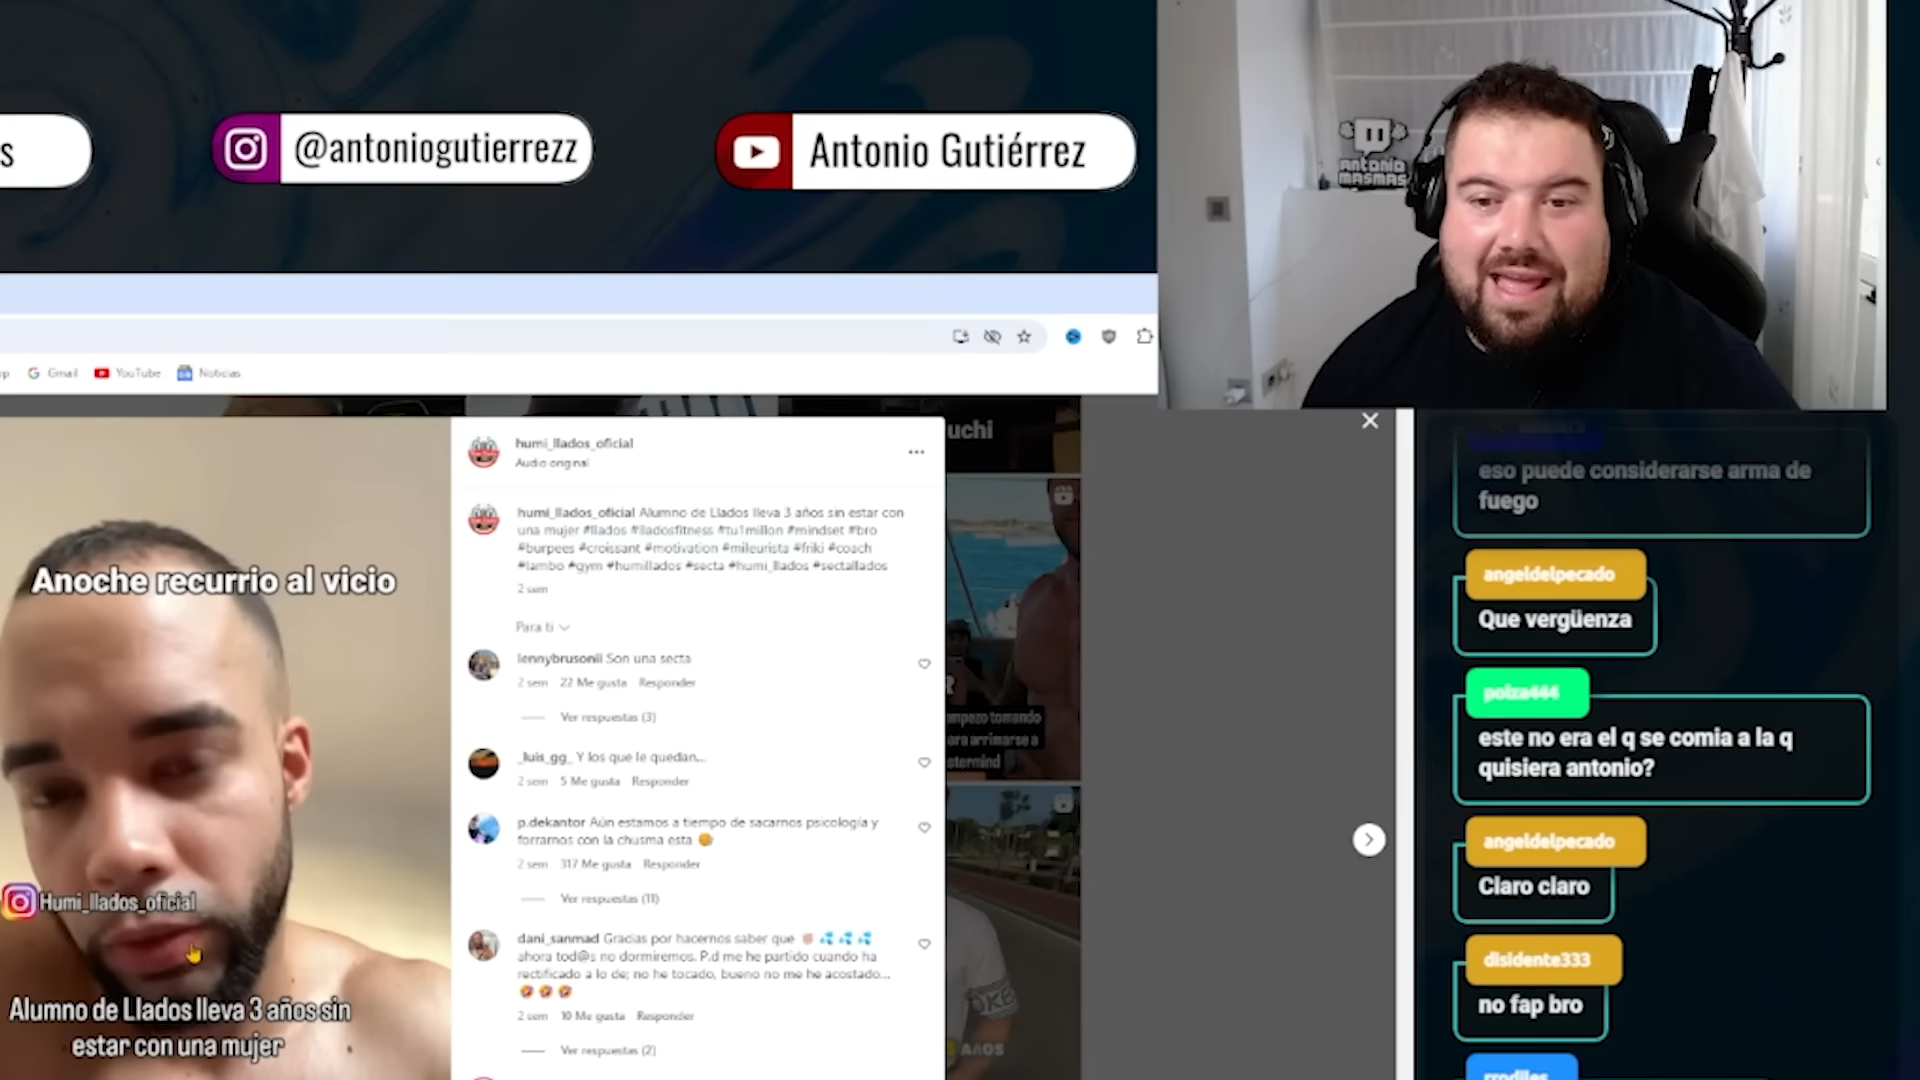 s
@antoniogutierrezz
Antonio Gutiérrez
ANTONIO
MASMAS
Gmail
YouTube
Noticias
Anoche recurrio al vicio
Humi_llados_oficial
Alumno de Llados lleva 3 años sin
estar con una mujer
humi_llados_oficial
Audio original
humi_llados_oficial Alumno de Llados lleva 3 años sin estar con
una mujer #llados #lladosfitness #tu1millon #mindset #bro
#burpees #croissant #motivation #mileurista #friki #coach
#lambo #gym #humillados #secta #humi_llados #sectallados
2 sem
Para ti
lennybrusonii Son una secta
2 sem 22 Me gusta Responder
Ver respuestas (3)
_luis_gg_ Y los que le quedan...
2 sem 5 Me gusta Responder
p.dekantor Aún estamos a tiempo de sacarnos psicología y
forrarnos con la chusma esta
2 sem 317 Me gusta Responder
Ver respuestas (11)
dani_sanmad Gracias por hacernos saber que
ahora tod@s no dormiremos. P.d me he partido cuando ha
rectificado a lo de; no he tocado, bueno no me he acostado...
2 sem 10 Me gusta Responder
Ver respuestas (2)
uchi
mpezo tomando
ara arrimarse a
stermind
AñOS
eso puede considerarse arma de
fuego
angeldelpecado
Que vergüenza
polza444
este no era el q se comia a la q
quisiera antonio?
angeldelpecado
Claro claro
disidente333
no fap bro